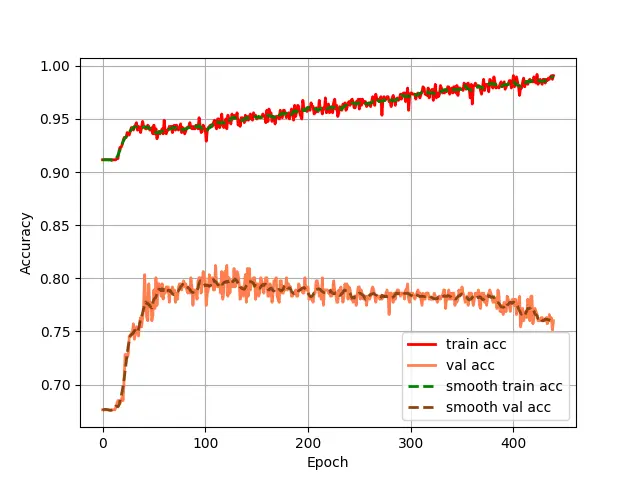 1.00
0.95
0.90
0.85
0.80
0.75
0.70
Accuracy
train acc
val acc
smooth train acc
smooth val acc
0 100 200 300 400
Epoch